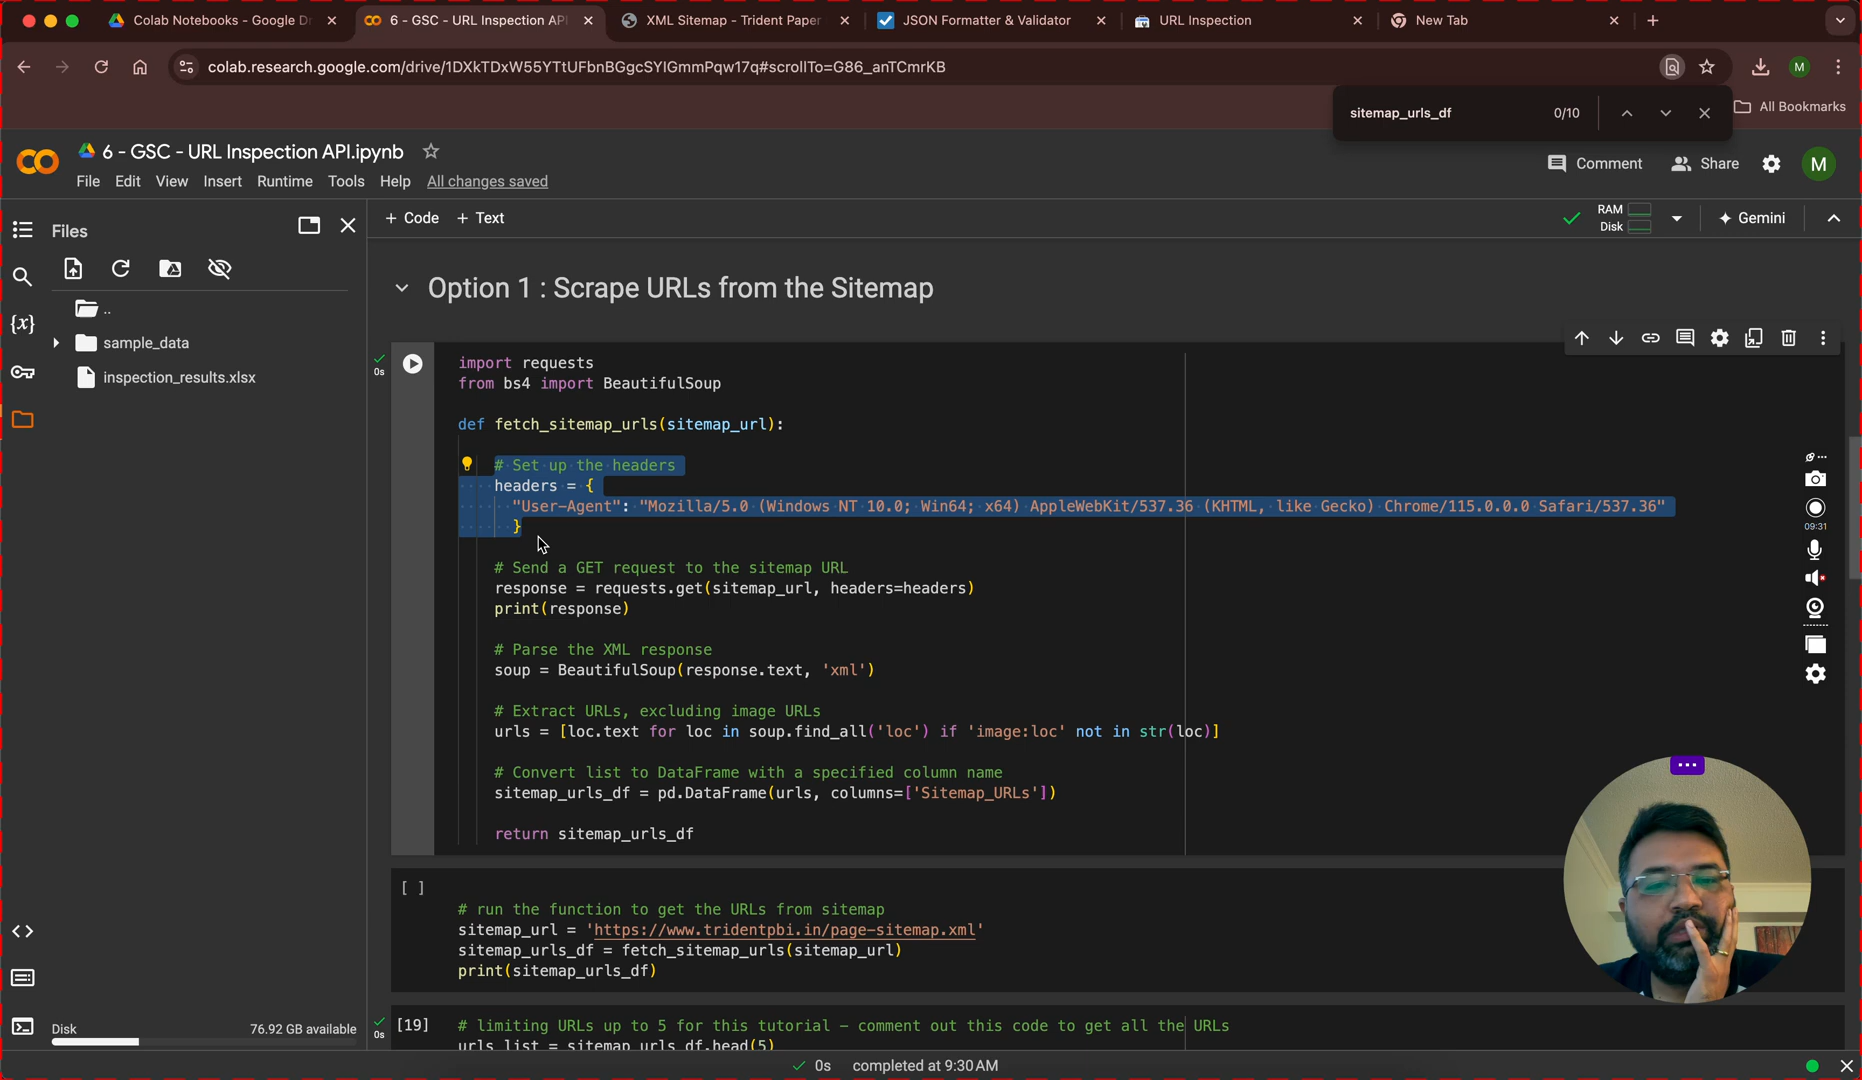 Colab Notebooks - Google Dr
6 - GSC - URL Inspection API
XML Sitemap - Trident Paper
JSON Formatter & Validator
URL Inspection
New Tab
colab.research.google.com/drive/1DXkTDxW55YTtUFbnBGgcSYIGmmPqw17q#scrollTo=G86_anTCmrKB
M
All Bookmarks
sitemap_urls_df 0/10
6 - GSC - URL Inspection API.ipynb
File Edit View Insert Runtime Tools Help All changes saved
Comment Share M
Files
+ Code + Text
RAM
Disk
Gemini
..
sample_data
inspection_results.xlsx
{x}
Option 1 : Scrape URLs from the Sitemap
0s
import requests
from bs4 import BeautifulSoup
def fetch_sitemap_urls(sitemap_url):
# Set up the headers
headers = {
"User-Agent": "Mozilla/5.0 (Windows NT 10.0; Win64; x64) AppleWebKit/537.36 (KHTML, like Gecko) Chrome/115.0.0.0 Safari/537.36"
}
09:31
# Send a GET request to the sitemap URL
response = requests.get(sitemap_url, headers=headers)
print(response)
# Parse the XML response
soup = BeautifulSoup(response.text, 'xml')
# Extract URLs, excluding image URLs
urls = [loc.text for loc in soup.find_all('loc') if 'image:loc' not in str(loc)]
# Convert list to DataFrame with a specified column name
sitemap_urls_df = pd.DataFrame(urls, columns=['Sitemap_URLs'])
return sitemap_urls_df
[ ]
# run the function to get the URLs from sitemap
sitemap_url = 'https://www.tridentpbi.in/page-sitemap.xml'
sitemap_urls_df = fetch_sitemap_urls(sitemap_url)
print(sitemap_urls_df)
0s
[19] # limiting URLs up to 5 for this tutorial – comment out this code to get all the URLs
urls_list = sitemap_urls_df.head(5)
Disk 76.92 GB available
0s completed at 9:30 AM